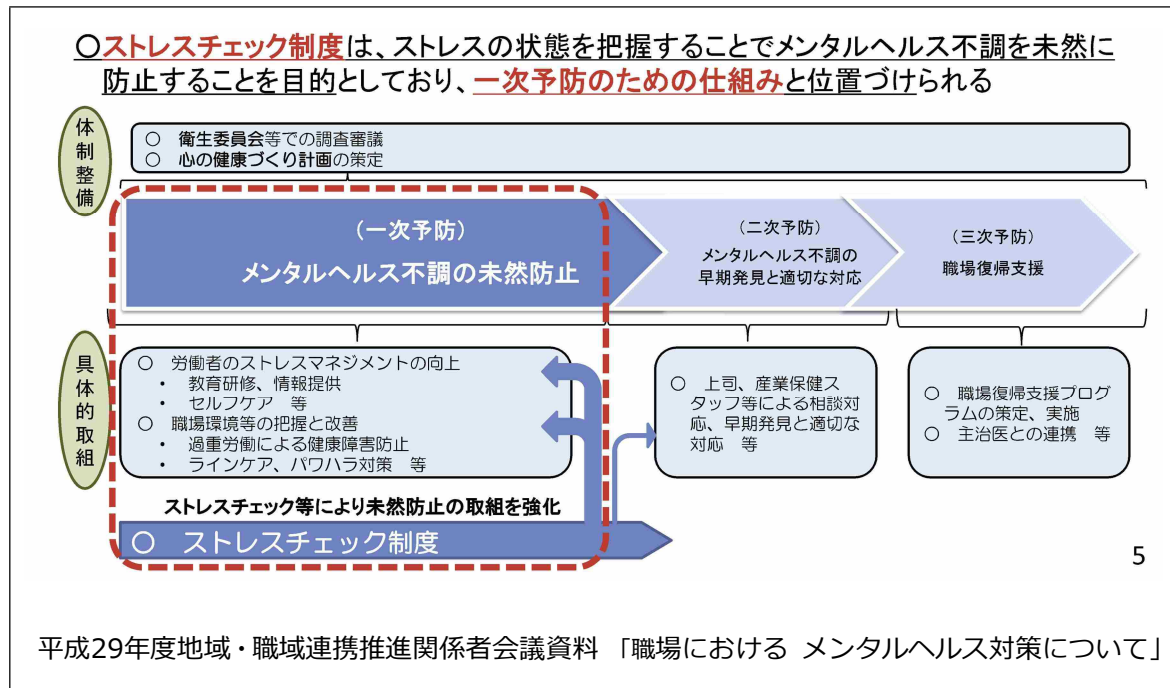 〇ストレスチェック制度は、ストレスの状態を把握することでメンタルヘルス不調を未然に
防止することを目的としており、一次予防のための仕組みと位置づけられる
体制整備
〇 衛生委員会等での調査審議
〇 心の健康づくり計画の策定
(一次予防)
メンタルヘルス不調の未然防止
(二次予防)
メンタルヘルス不調の
早期発見と適切な対応
(三次予防)
職場復帰支援
具体的取組
〇 労働者のストレスマネジメントの向上
・ 教育研修、情報提供
・ セルフケア 等
〇 職場環境等の把握と改善
・ 過重労働による健康障害防止
・ ラインケア、パワハラ対策 等
〇 上司、産業保健ス
タッフ等による相談対
応、早期発見と適切な
対応 等
〇 職場復帰支援プログ
ラムの策定、実施
〇 主治医との連携 等
ストレスチェック等により未然防止の取組を強化
〇 ストレスチェック制度
5
平成29年度地域・職域連携推進関係者会議資料 「職場における メンタルヘルス対策について」